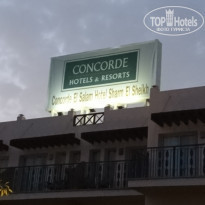 TOP Hotels
CONCORDE
HOTELS & RESORTS
Concorde El Salam Hotel Sharm El Sheikh